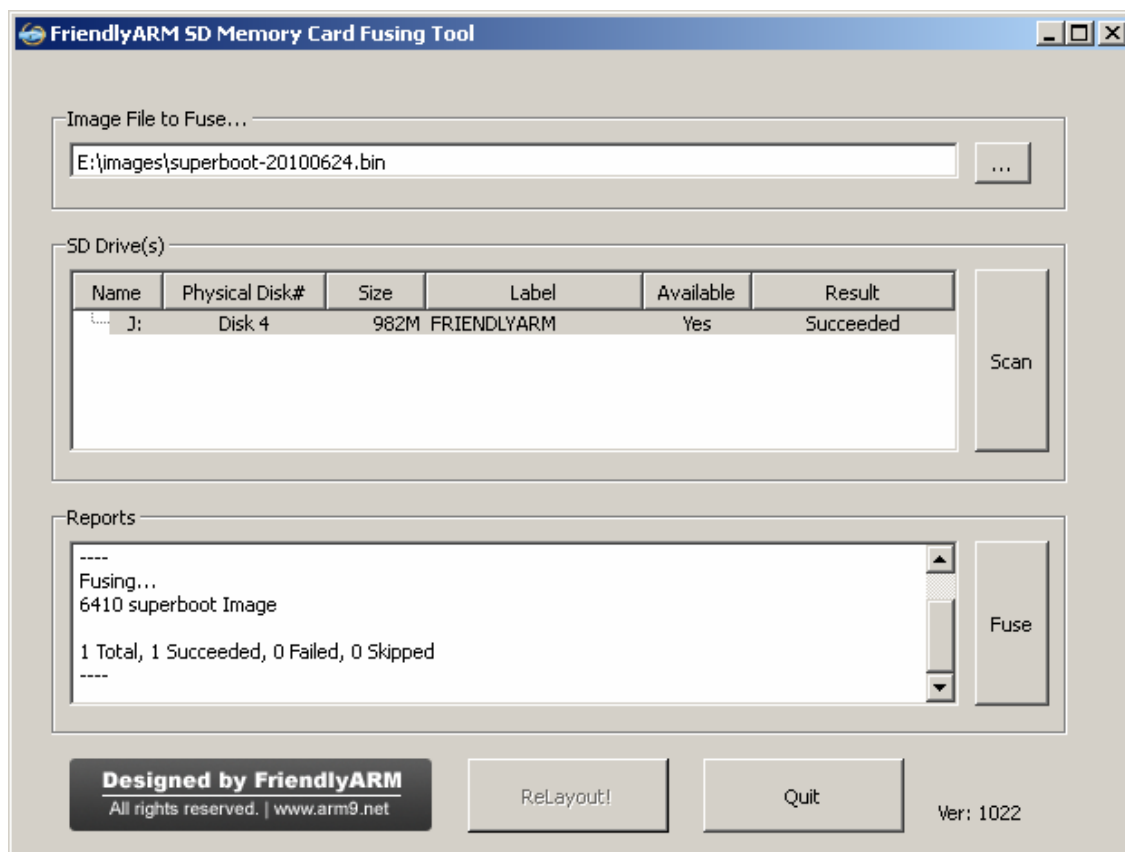 FriendlyARM SD Memory Card Fusing Tool
Image File to Fuse...
E:\images\superboot-20100624.bin
...
SD Drive(s)
Name Physical Disk# Size Label Available Result
J: Disk 4 982M FRIENDLYARM Yes Succeeded
Scan
Reports
----
Fusing...
6410 superboot Image
1 Total, 1 Succeeded, 0 Failed, 0 Skipped
----
Fuse
Designed by FriendlyARM
All rights reserved. | www.arm9.net
ReLayout!
Quit
Ver: 1022